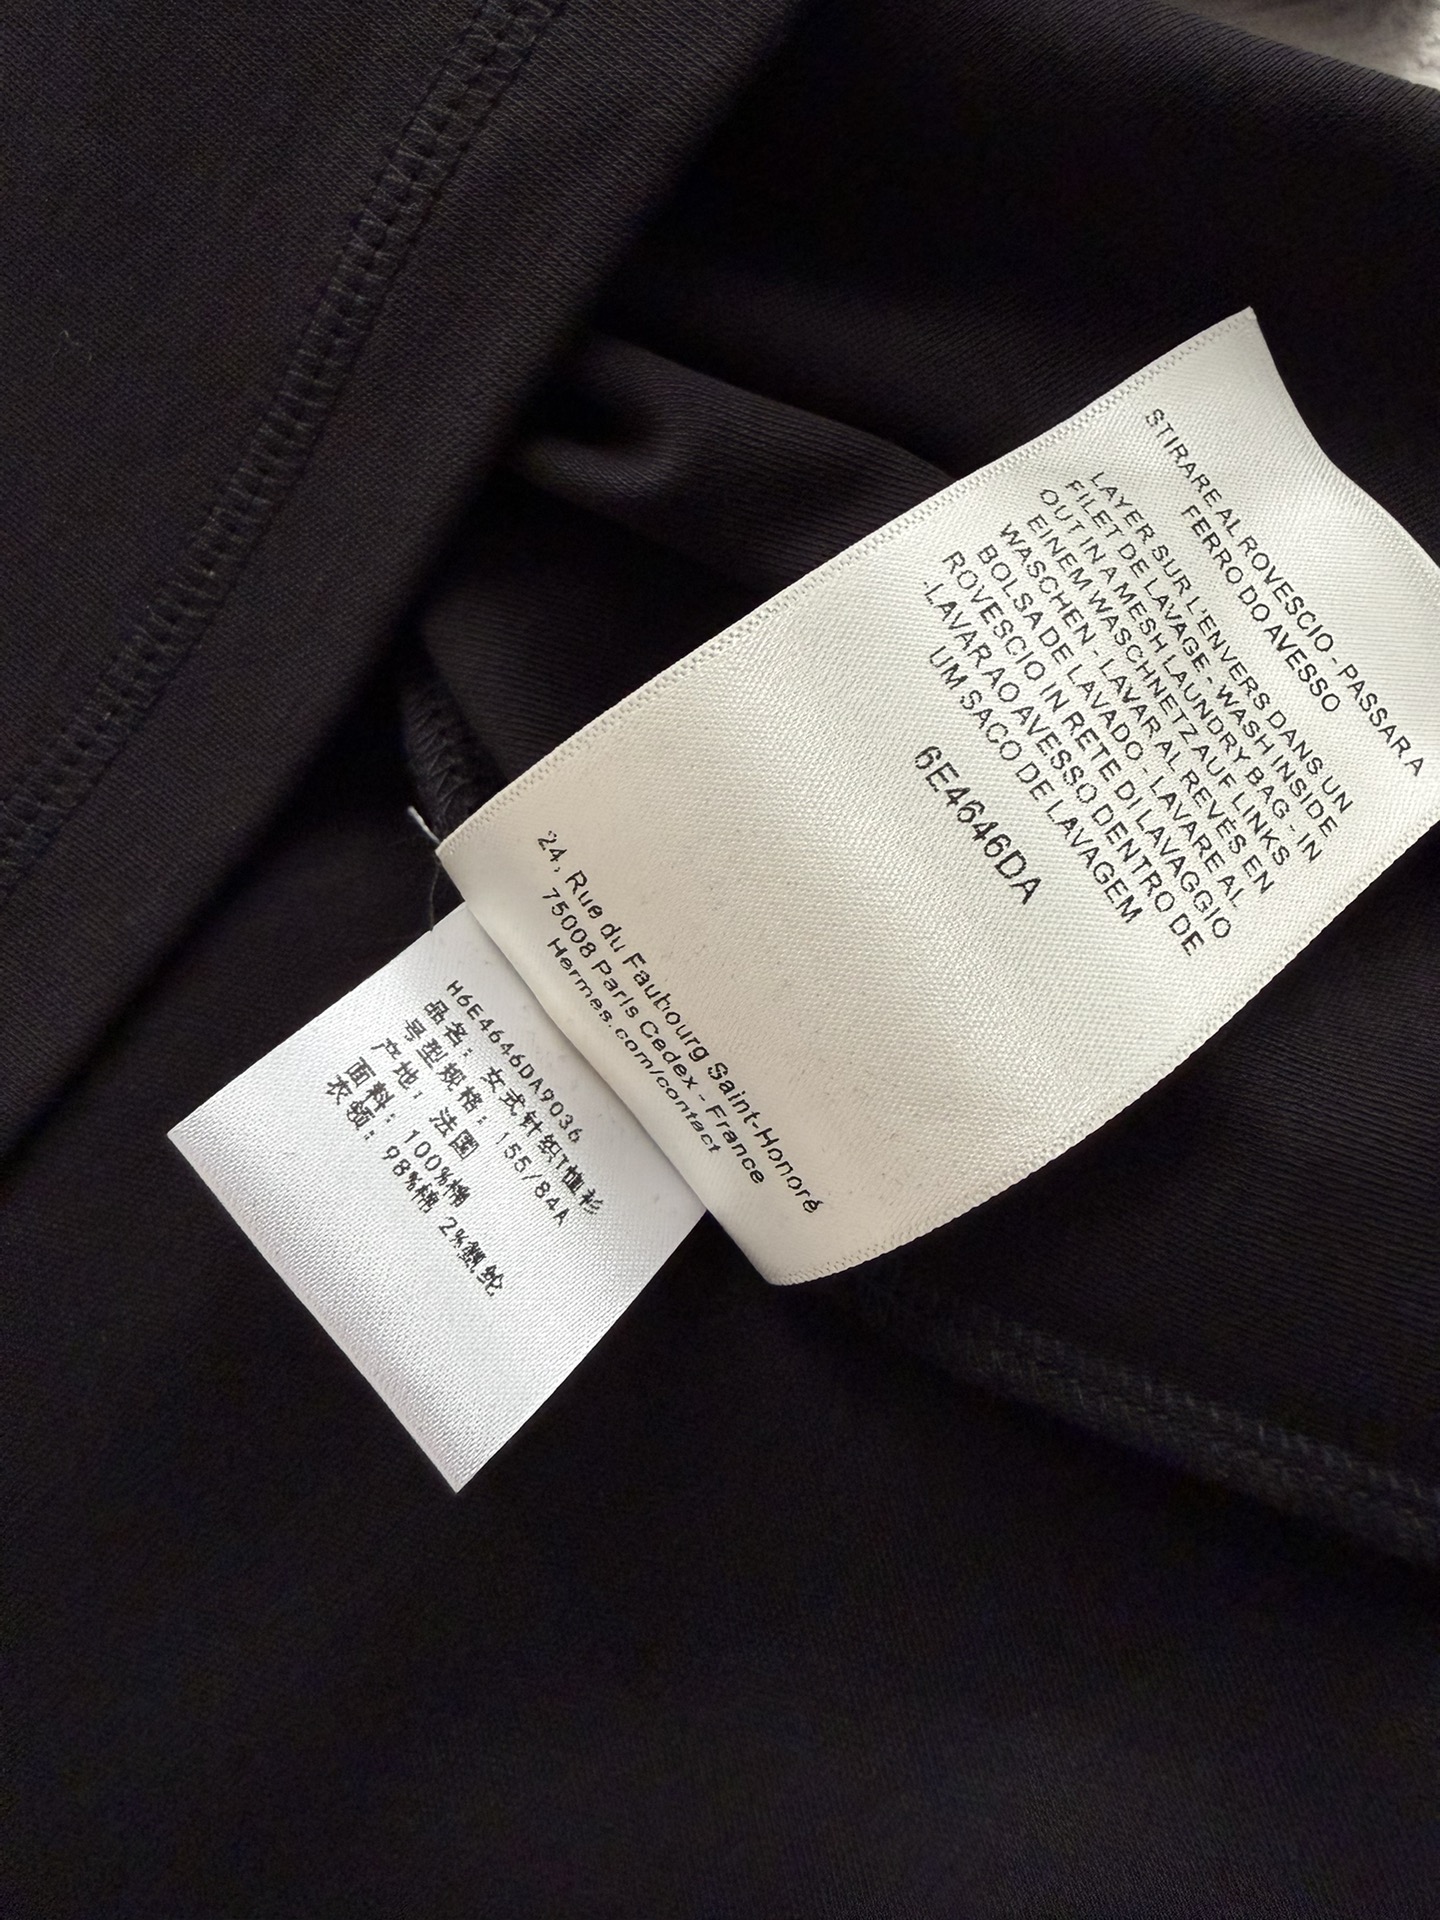 STIRARE AL ROVESCIO - PASSAR A
FERRO DO AVESSO
LAYER SUR L'ENVERS DANS UN
FILET DE LAVAGE - WASH INSIDE
OUT IN A MESH LAUNDRY BAG - IN
EINEM WASCHNETZ AUF LINKS
WASCHEN - LAVAR AL REVÉS EN
BOLSA DE LAVADO - LAVARE AL
ROVESCIO IN RETE DI LAVAGGIO
-LAVAR AO AVESSO DENTRO DE
UM SACO DE LAVAGEM
6E4646DA
24, Rue du Faubourg Saint-Honoré
75008 Paris Cedex - France
Hermes.com/contact
H6E4646DA9036
品名: 女式针织T恤衫
号型规格: 155/84A
产地: 法国
面料: 100%棉
衣领: 98%棉 2%氨纶